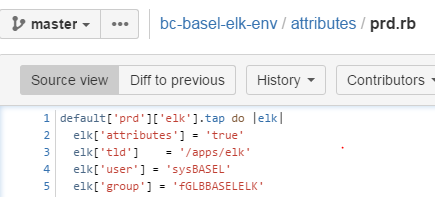 master ••• bc-basel-elk-env / attributes / prd.rb
Source view Diff to previous History Contributors
1 default['prd']['elk'].tap do |elk|
2 elk['attributes'] = 'true'
3 elk['tld'] = '/apps/elk'
4 elk['user'] = 'sysBASEL'
5 elk['group'] = 'fGLBBASELELK'